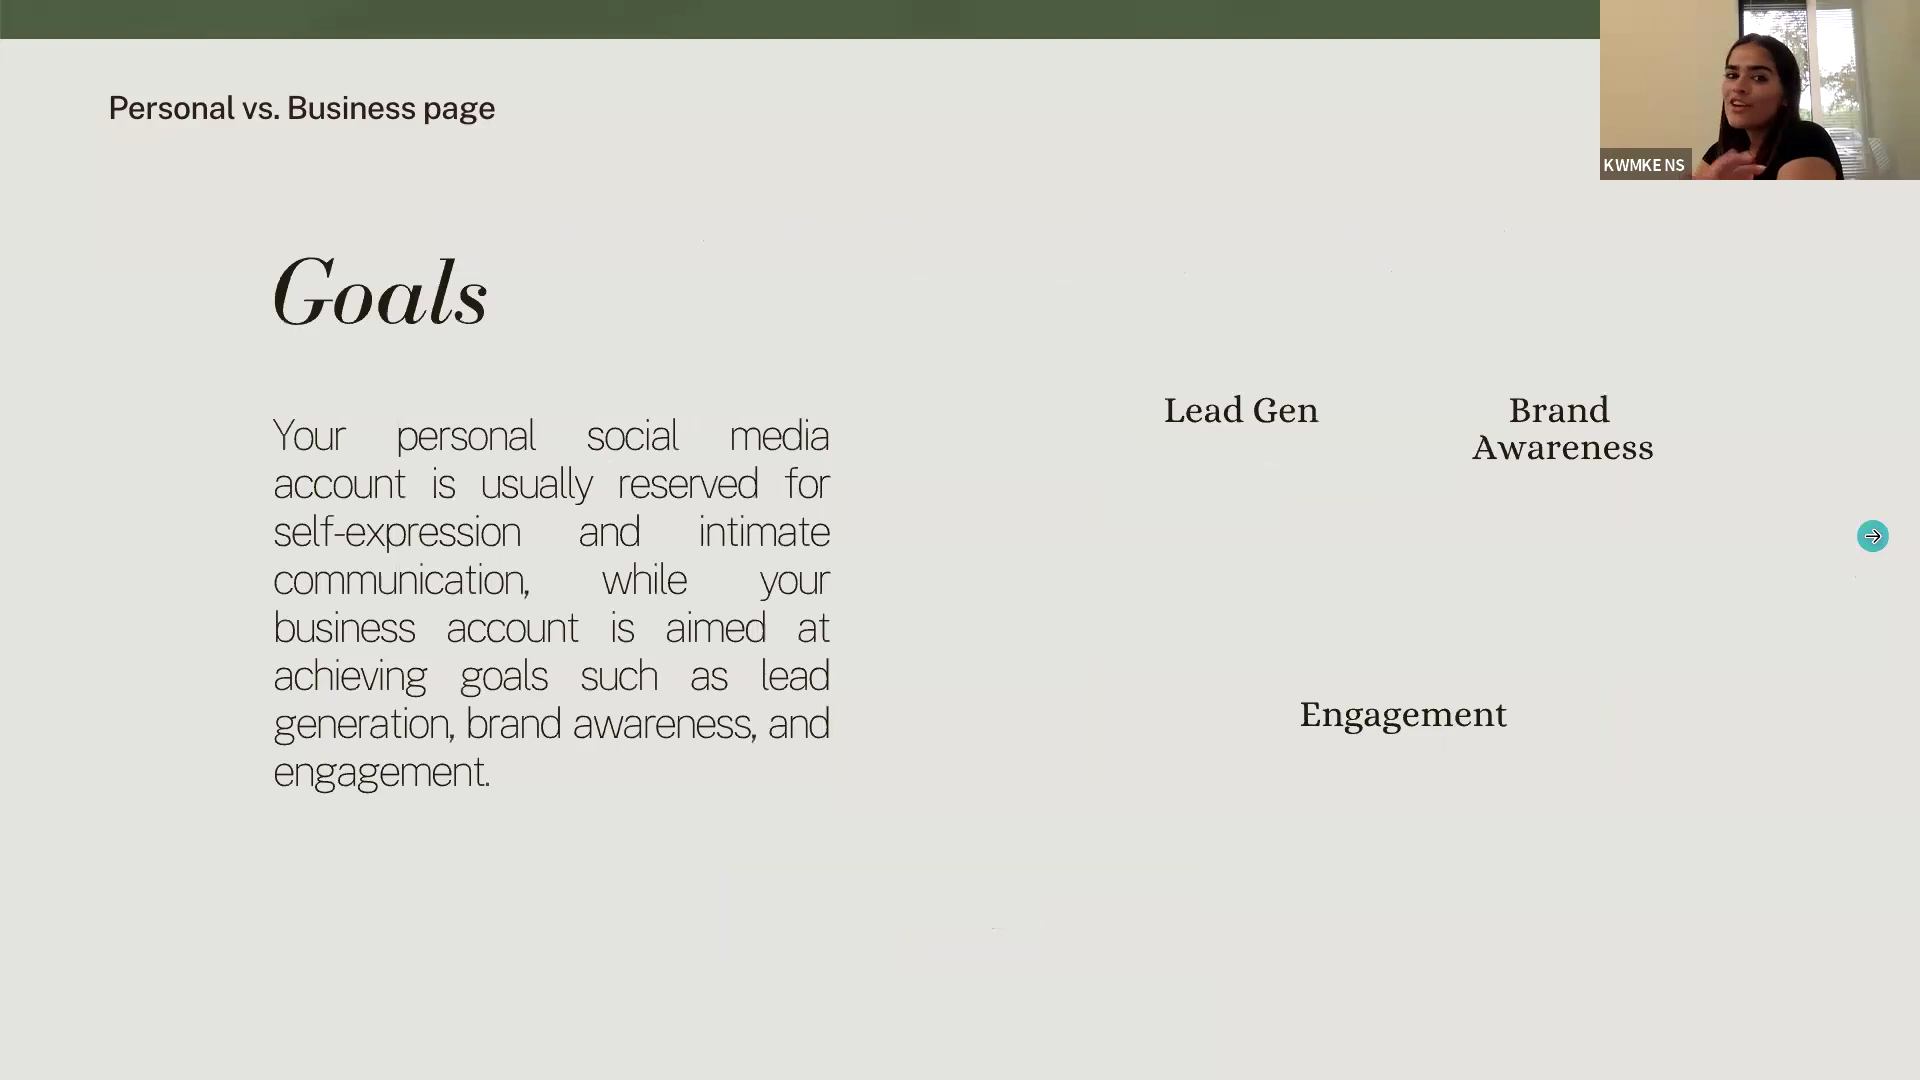 Personal vs. Business page
KWMKE NS
Goals
Your personal social media
account is usually reserved for
self-expression and intimate
communication, while your
business account is aimed at
achieving goals such as lead
generation, brand awareness, and
engagement.
Lead Gen
Brand
Awareness
Engagement